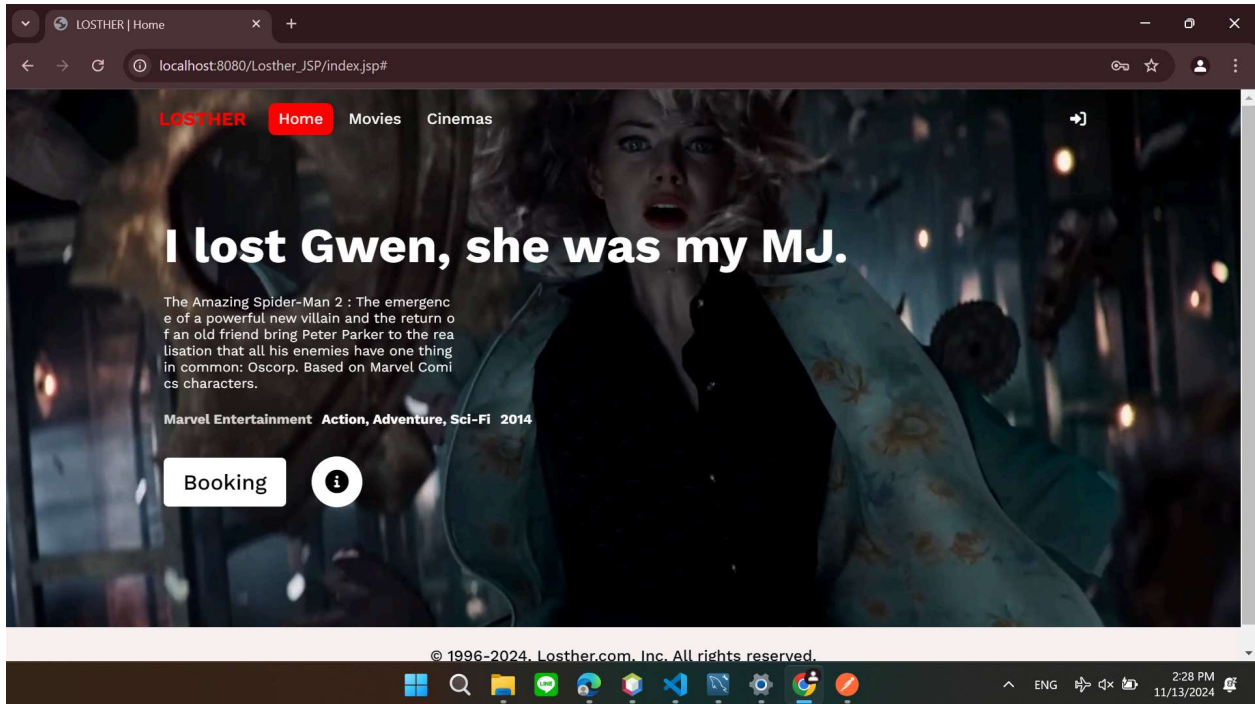 LOSTHER | Home
localhost:8080/Losther_JSP/index.jsp#
LOSTHER Home Movies Cinemas
I lost Gwen, she was my MJ.
The Amazing Spider-Man 2 : The emergenc
e of a powerful new villain and the return o
f an old friend bring Peter Parker to the rea
lisation that all his enemies have one thing
in common: Oscorp. Based on Marvel Comi
cs characters.
Marvel Entertainment Action, Adventure, Sci-Fi 2014
Booking
© 1996-2024, Losther.com, Inc. All rights reserved.
LINE
ENG
2:28 PM
11/13/2024